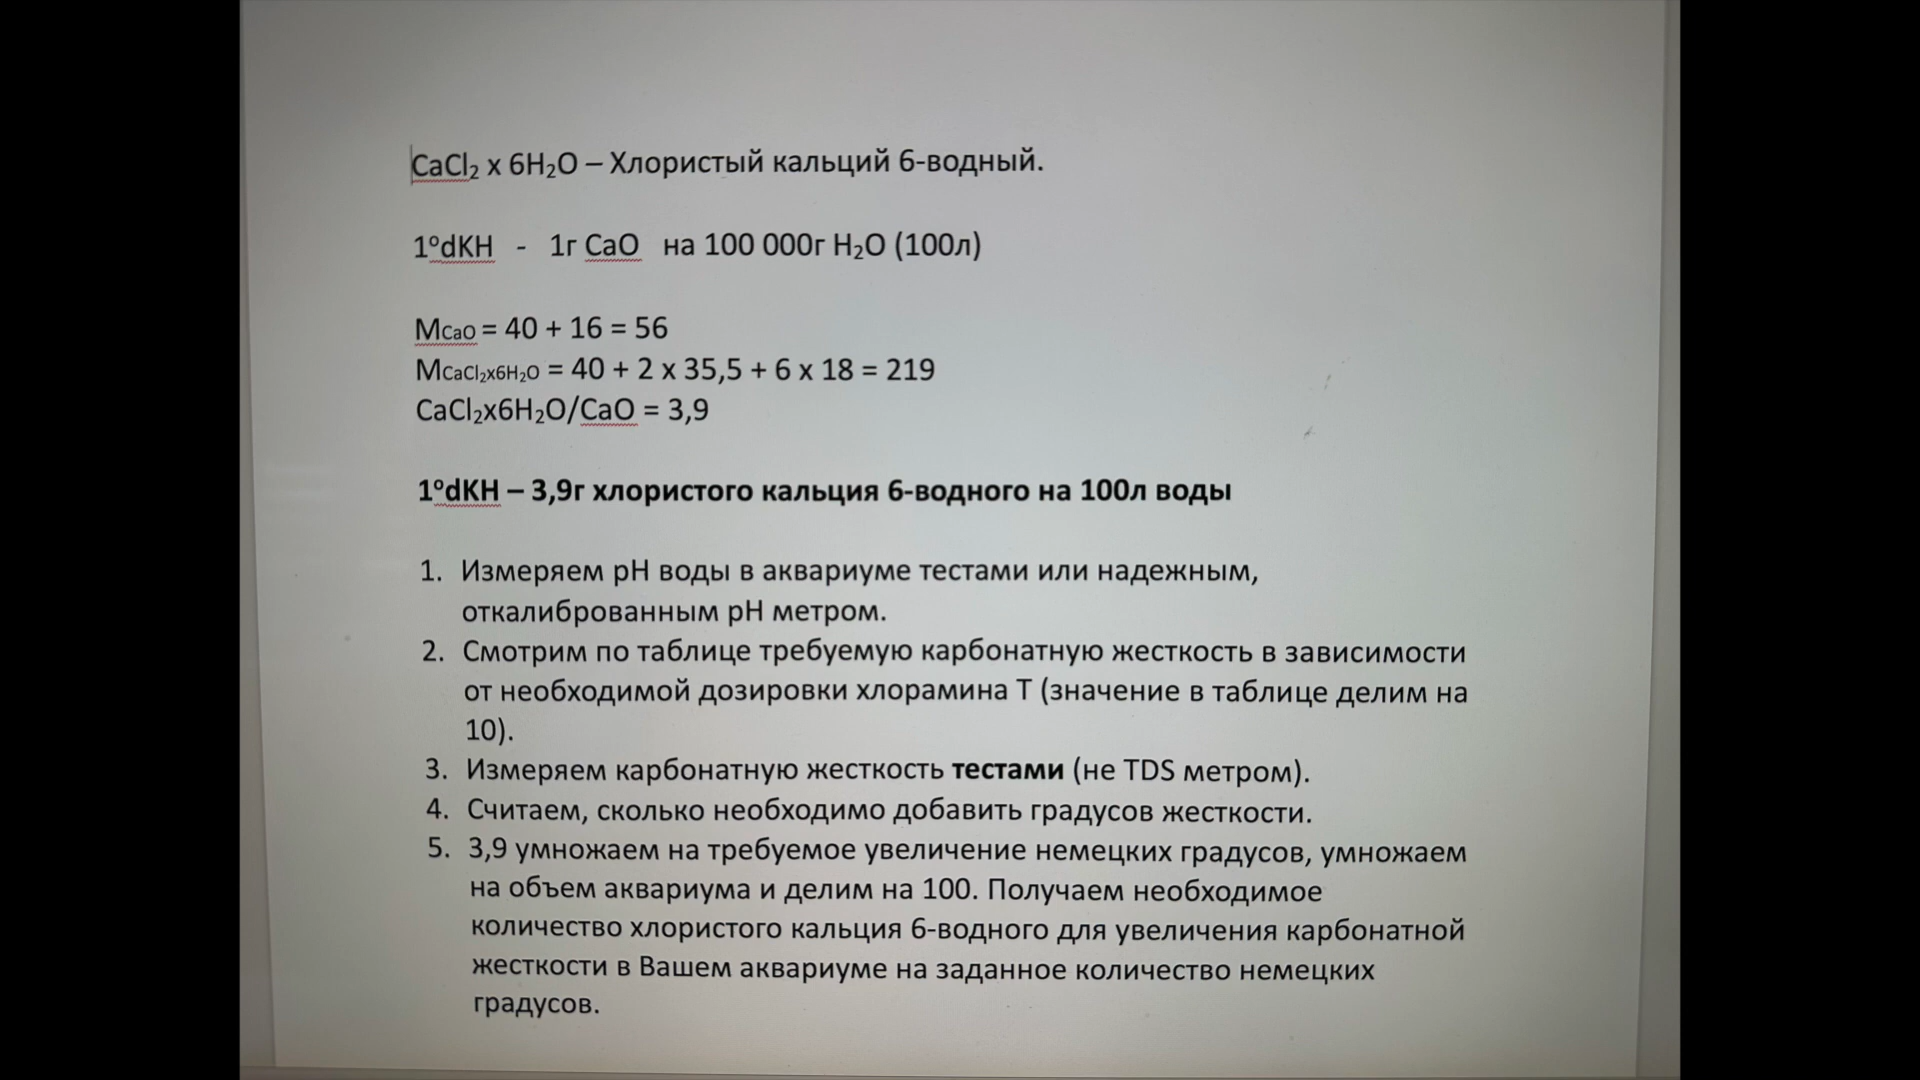 CaCl₂ x 6H₂O – Хлористый кальций 6-водный.
1ºdKH - 1г CaO на 100 000г H₂O (100л)
MCaO = 40 + 16 = 56
MCaCl₂x6H₂O = 40 + 2 x 35,5 + 6 x 18 = 219
CaCl₂x6H₂O/CaO = 3,9
1ºdKH – 3,9г хлористого кальция 6-водного на 100л воды
1. Измеряем pH воды в аквариуме тестами или надежным,
откалиброванным pH метром.
2. Смотрим по таблице требуемую карбонатную жесткость в зависимости
от необходимой дозировки хлорамина Т (значение в таблице делим на
10).
3. Измеряем карбонатную жесткость тестами (не TDS метром).
4. Считаем, сколько необходимо добавить градусов жесткости.
5. 3,9 умножаем на требуемое увеличение немецких градусов, умножаем
на объем аквариума и делим на 100. Получаем необходимое
количество хлористого кальция 6-водного для увеличения карбонатной
жесткости в Вашем аквариуме на заданное количество немецких
градусов.